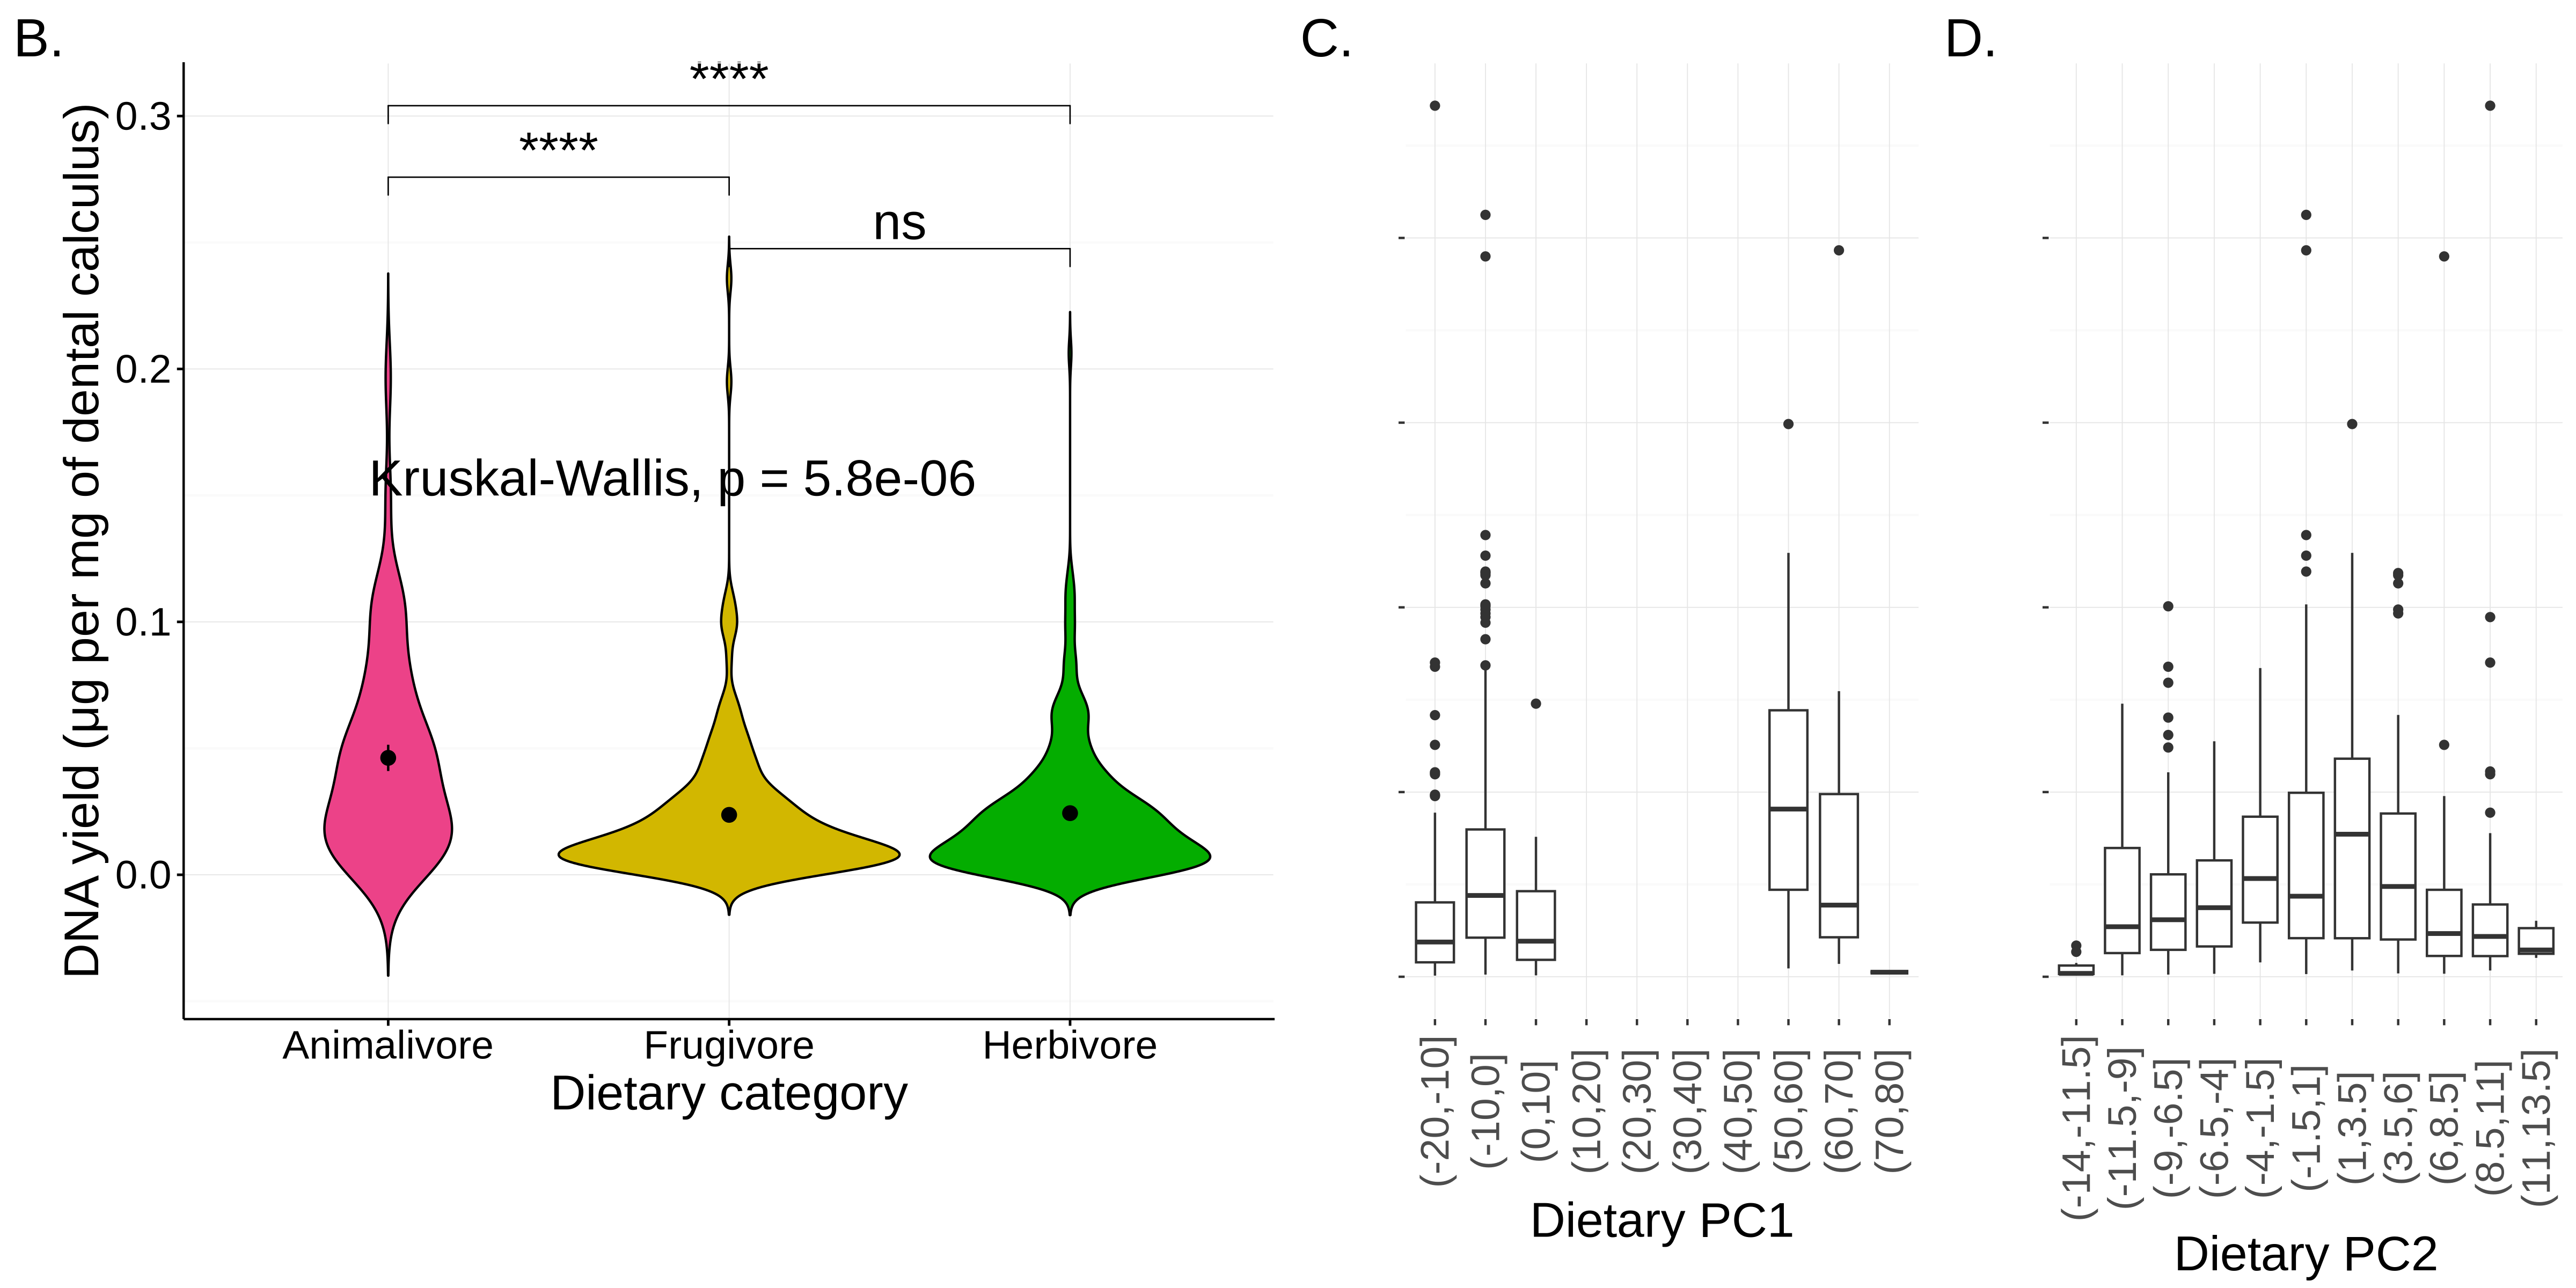 B.
DNA yield (μg per mg of dental calculus)
0.3
0.2
0.1
0.0
****
****
ns
Kruskal-Wallis, p = 5.8e-06
Animalivore
Frugivore
Herbivore
Dietary category
C.
(-20,-10]
(-10,0]
(0,10]
(10,20]
(20,30]
(30,40]
(40,50]
(50,60]
(60,70]
(70,80]
Dietary PC1
D.
(-14,-11.5]
(-11.5,-9]
(-9,-6.5]
(-6.5,-4]
(-4,-1.5]
(-1.5,1]
(1,3.5]
(3.5,6]
(6,8.5]
(8.5,11]
(11,13.5]
Dietary PC2